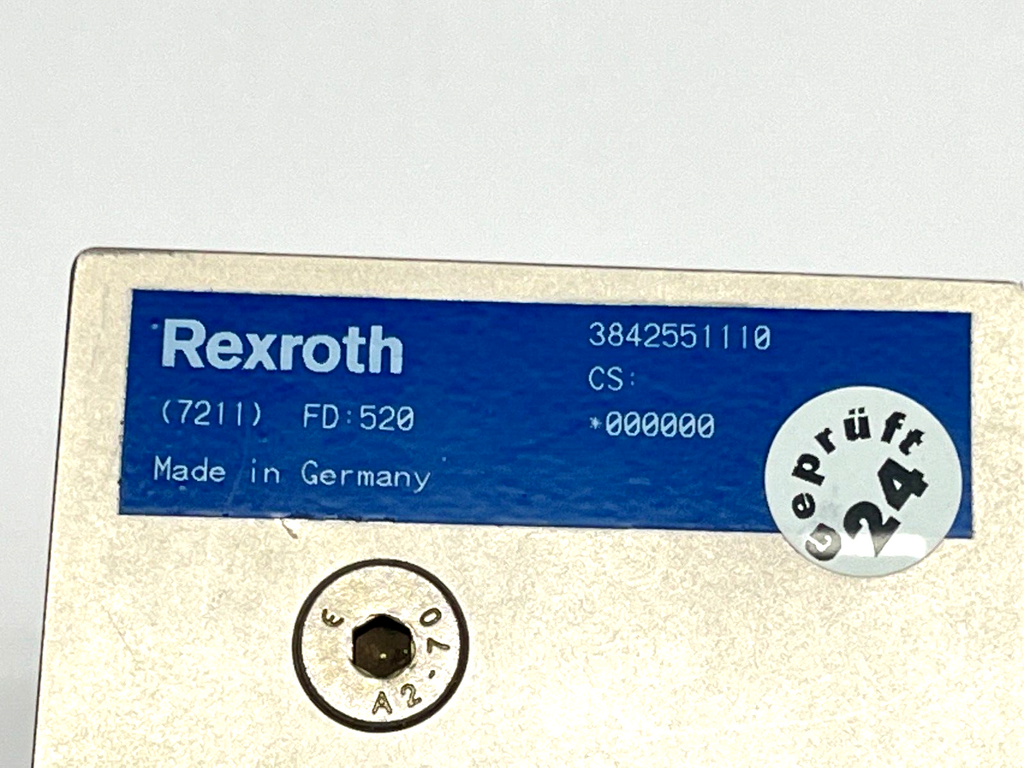 Rexroth
(7211) FD:520
Made in Germany
3842551110
CS:
*000000
Geprüft
24
A2-70